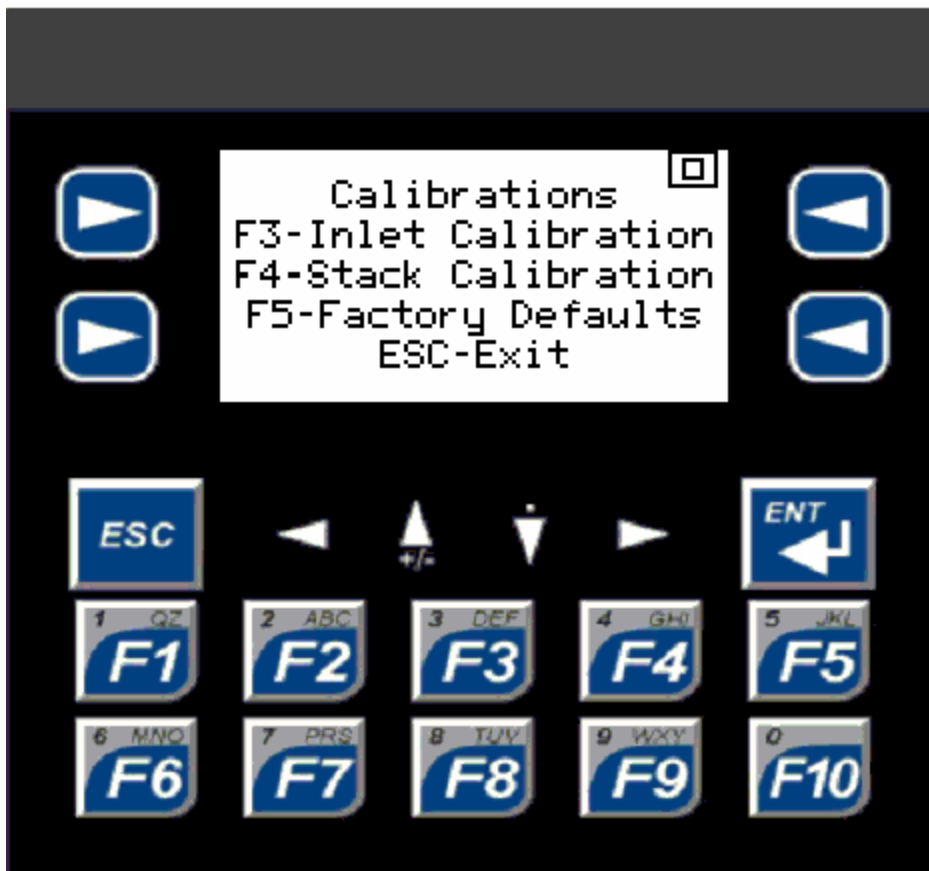 Calibrations
F3-Inlet Calibration
F4-Stack Calibration
F5-Factory Defaults
ESC-Exit
ESC
+/-
.
ENT
1 QZ
F1
2 ABC
F2
3 DEF
F3
4 GHI
F4
5 JKL
F5
6 MNO
F6
7 PRS
F7
8 TUV
F8
9 WXY
F9
0
F10